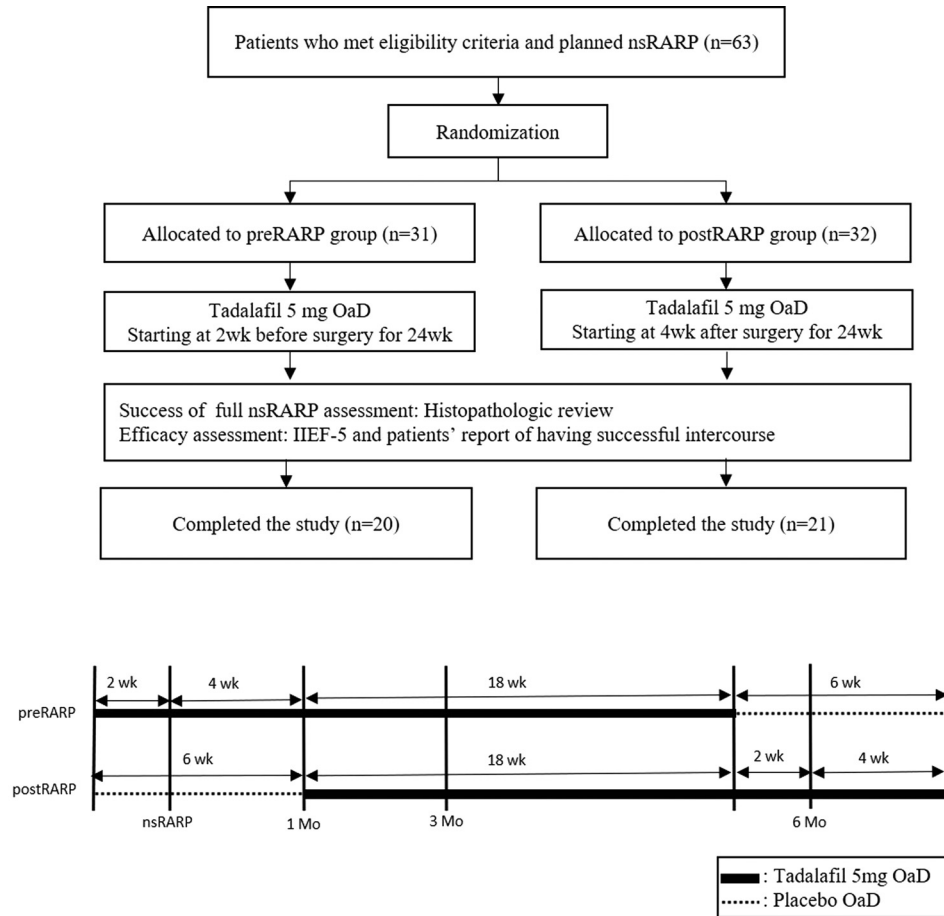 Patients who met eligibility criteria and planned nsRARP (n=63)
Randomization
Allocated to preRARP group (n=31)
Allocated to postRARP group (n=32)
Tadalafil 5 mg OaD
Starting at 2wk before surgery for 24wk
Tadalafil 5 mg OaD
Starting at 4wk after surgery for 24wk
Success of full nsRARP assessment: Histopathologic review
Efficacy assessment: IIEF-5 and patients' report of having successful intercourse
Completed the study (n=20)
Completed the study (n=21)
2 wk 4 wk 18 wk 6 wk
preRARP
6 wk 18 wk 2 wk 4 wk
postRARP
nsRARP 1 Mo 3 Mo 6 Mo
: Tadalafil 5mg OaD
: Placebo OaD